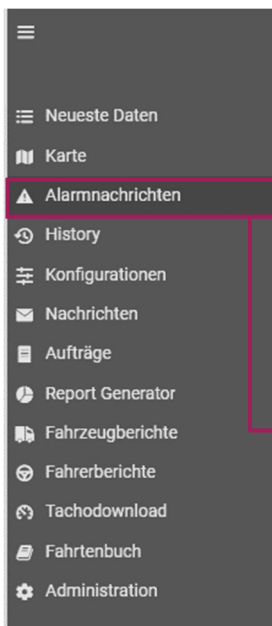 Neueste Daten
Karte
Alarmnachrichten
History
Konfigurationen
Nachrichten
Aufträge
Report Generator
Fahrzeugberichte
Fahrerberichte
Tachodownload
Fahrtenbuch
Administration